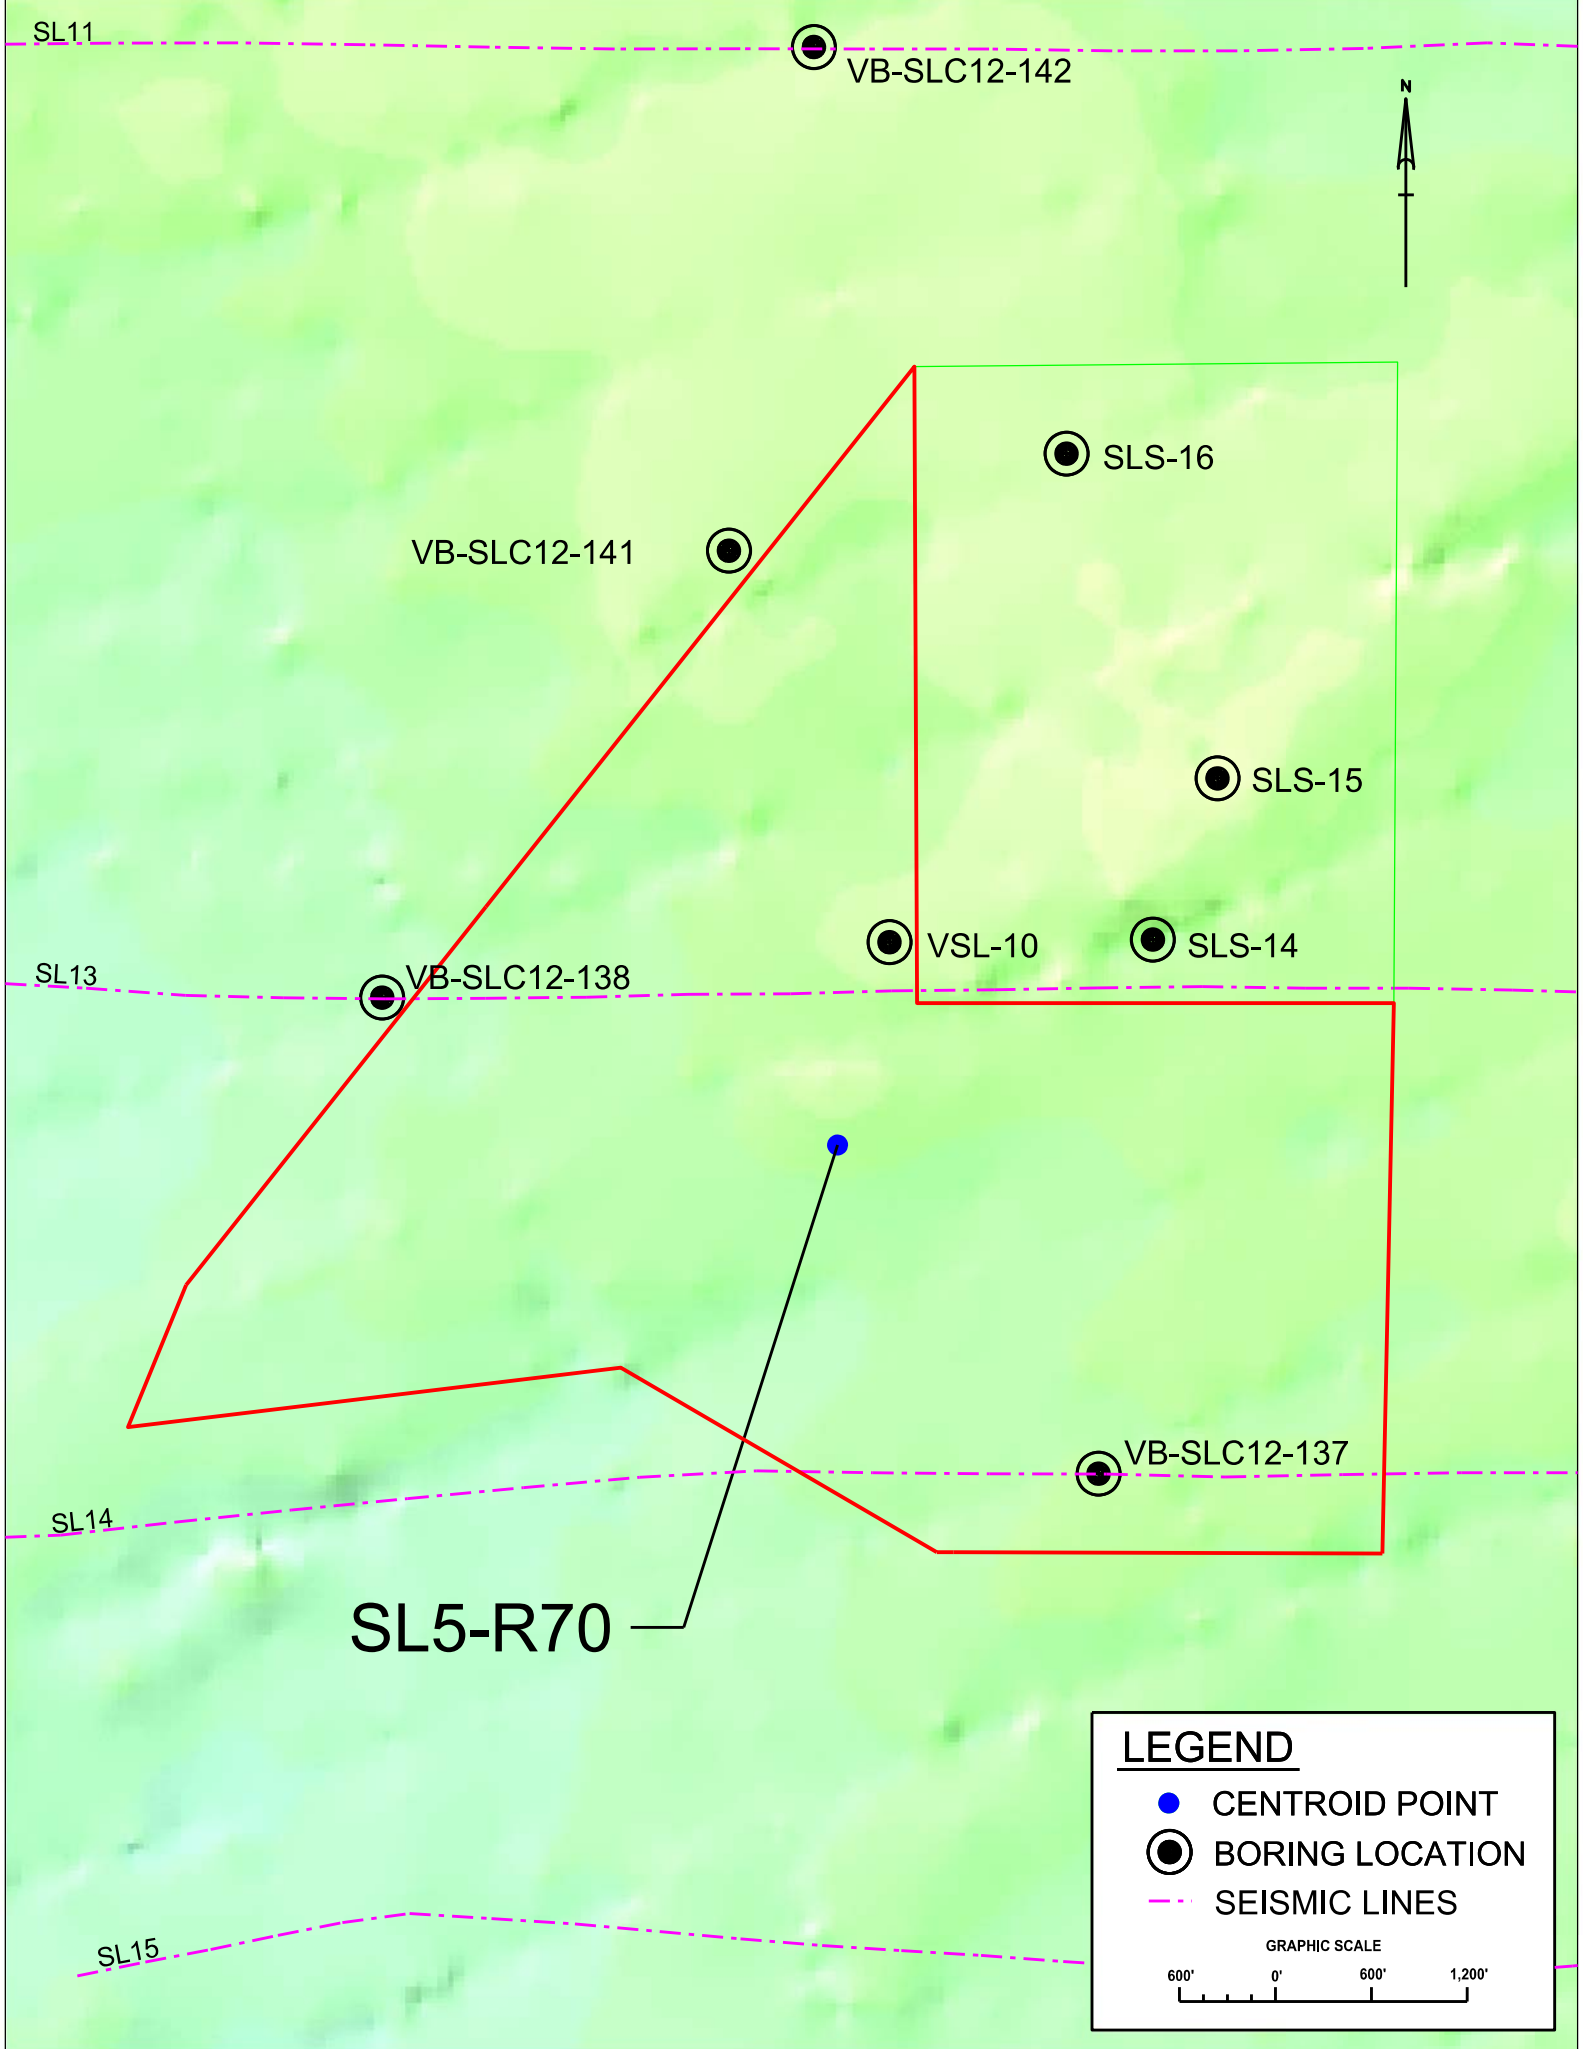 SL11
VB-SLC12-142
N
SLS-16
VB-SLC12-141
SLS-15
VSL-10
SLS-14
SL13
VB-SLC12-138
VB-SLC12-137
SL14
SL5-R70
LEGEND
CENTROID POINT
BORING LOCATION
SEISMIC LINES
GRAPHIC SCALE
600' 0' 600' 1,200'
SL15